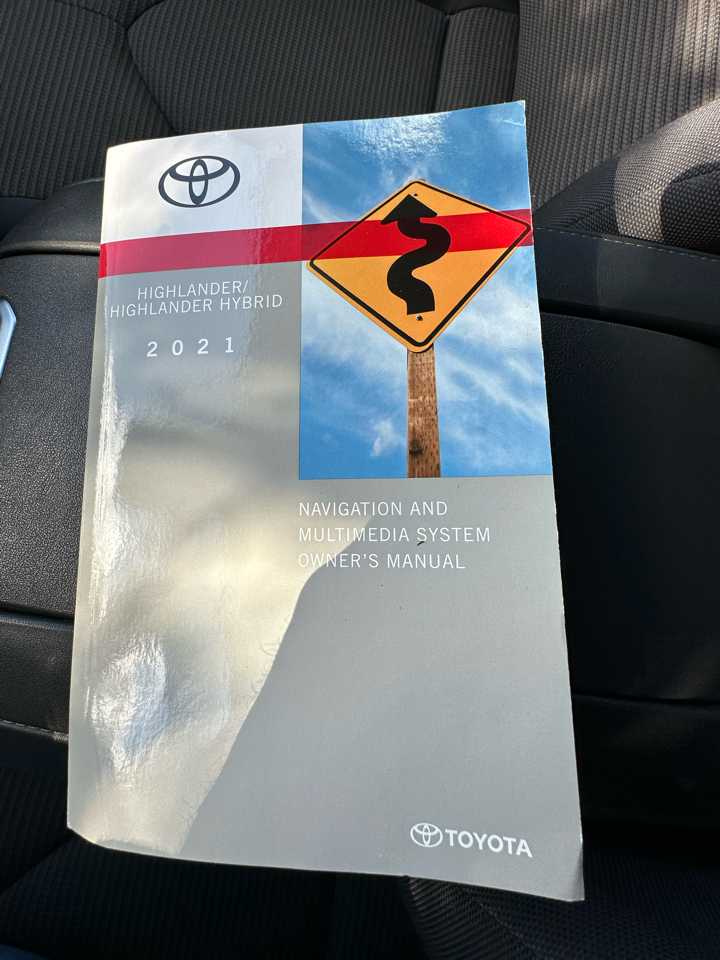 HIGHLANDER/
HIGHLANDER HYBRID
2021
NAVIGATION AND
MULTIMEDIA SYSTEM
OWNER'S MANUAL
TOYOTA